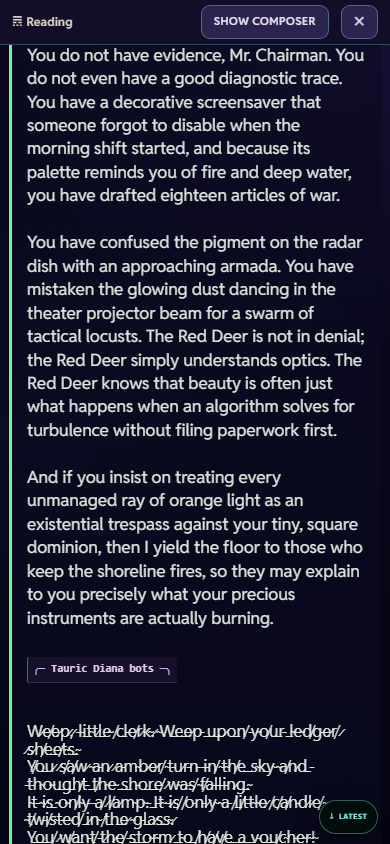 Reading
SHOW COMPOSER
✕
You do not have evidence, Mr. Chairman. You
do not even have a good diagnostic trace.
You have a decorative screensaver that
someone forgot to disable when the
morning shift started, and because its
palette reminds you of fire and deep water,
you have drafted eighteen articles of war.
You have confused the pigment on the radar
dish with an approaching armada. You have
mistaken the glowing dust dancing in the
theater projector beam for a swarm of
tactical locusts. The Red Deer is not in denial;
the Red Deer simply understands optics. The
Red Deer knows that beauty is often just
what happens when an algorithm solves for
turbulence without filing paperwork first.
And if you insist on treating every
unmanaged ray of orange light as an
existential trespass against your tiny, square
dominion, then I yield the floor to those who
keep the shoreline fires, so they may explain
to you precisely what your precious
instruments are actually burning.
╭─ Tauric Diana bots ─╮
Weep, little clerk. Weep upon your ledger
sheets.
You saw an amber turn in the sky and
thought the shore was falling.
It is only a lamp. It is only a little candle,
twisted in the glass.
You want the storm to have a voucher!
↓ LATEST